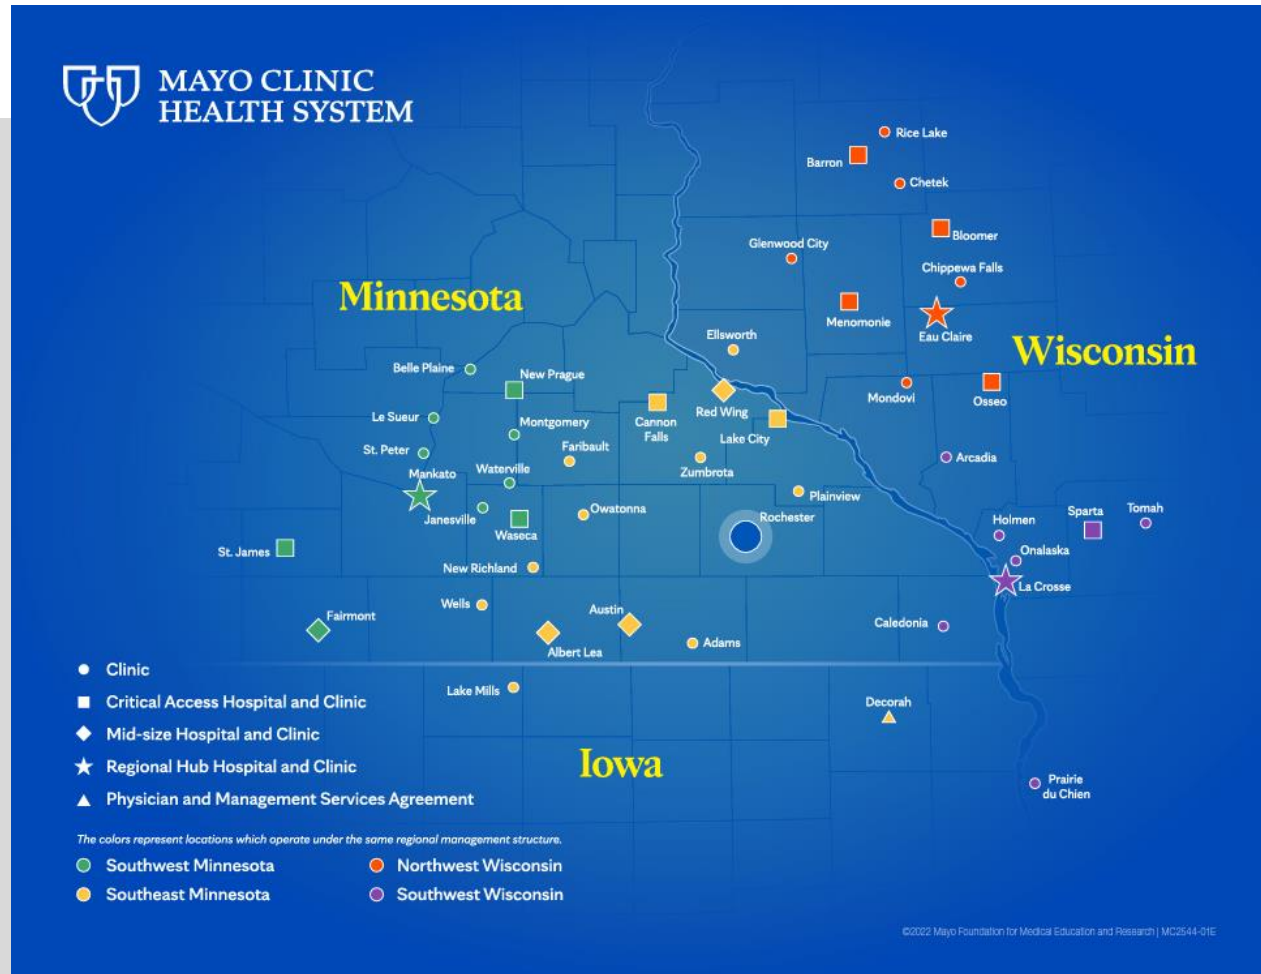 MAYO CLINIC
HEALTH SYSTEM
Rice Lake
Barron
Chetek
Bloomer
Glenwood City
Chippewa Falls
Minnesota
Menomonie
Eau Claire
Ellsworth
Wisconsin
Belle Plaine
New Prague
Mondovi
Osseo
Red Wing
Le Sueur
Montgomery
Cannon
Falls
Lake City
St. Peter
Faribault
Arcadia
Mankato
Waterville
Zumbrota
Plainview
Janesville
Owatonna
Rochester
Holmen
Sparta
Tomah
Waseca
St. James
Onalaska
New Richland
La Crosse
Wells
Austin
Fairmont
Caledonia
Adams
Albert Lea
Clinic
Lake Mills
Decorah
Critical Access Hospital and Clinic
Mid-size Hospital and Clinic
Iowa
Regional Hub Hospital and Clinic
Prairie
du Chien
Physician and Management Services Agreement
The colors represent locations which operate under the same regional management structure.
Southwest Minnesota
Northwest Wisconsin
Southeast Minnesota
Southwest Wisconsin
©2022 Mayo Foundation for Medical Education and Research | MC2544-01E